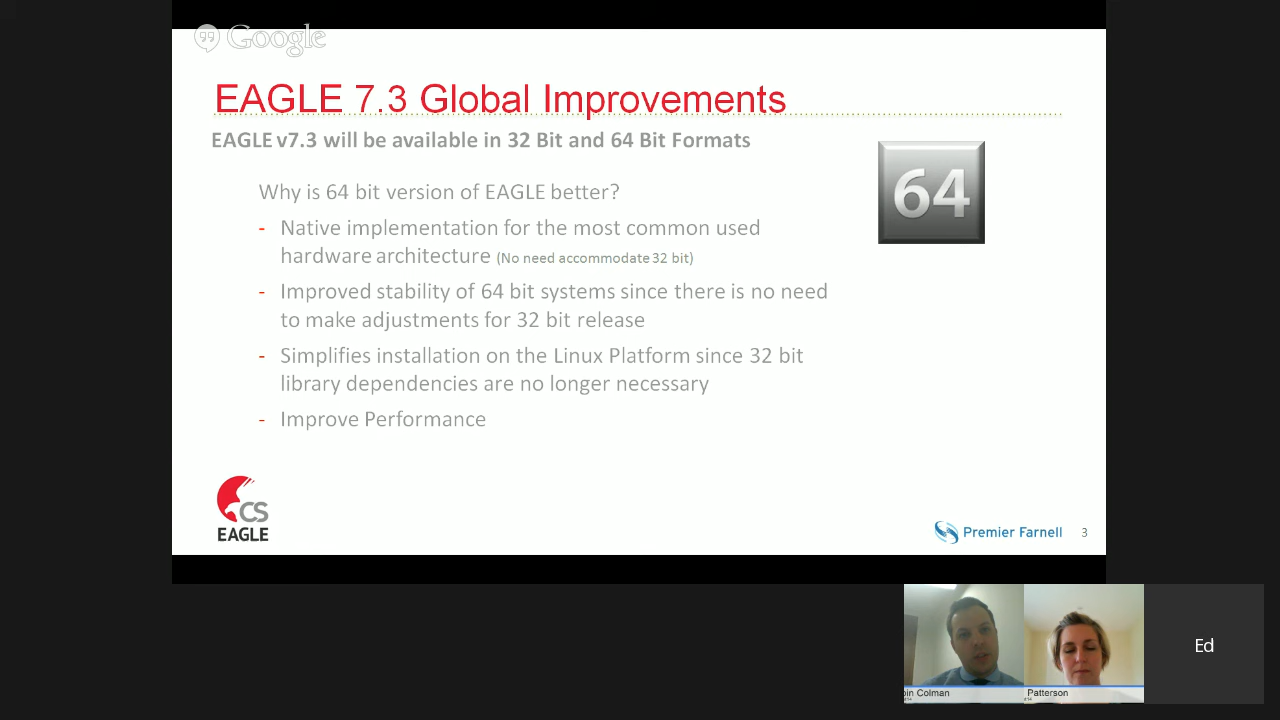 Google
EAGLE 7.3 Global Improvements
EAGLE v7.3 will be available in 32 Bit and 64 Bit Formats
64
Why is 64 bit version of EAGLE better?
- Native implementation for the most common used
hardware architecture (No need accommodate 32 bit)
- Improved stability of 64 bit systems since there is no need
to make adjustments for 32 bit release
- Simplifies installation on the Linux Platform since 32 bit
library dependencies are no longer necessary
- Improve Performance
CS
EAGLE
Premier Farnell
3
Colman
Patterson
Ed